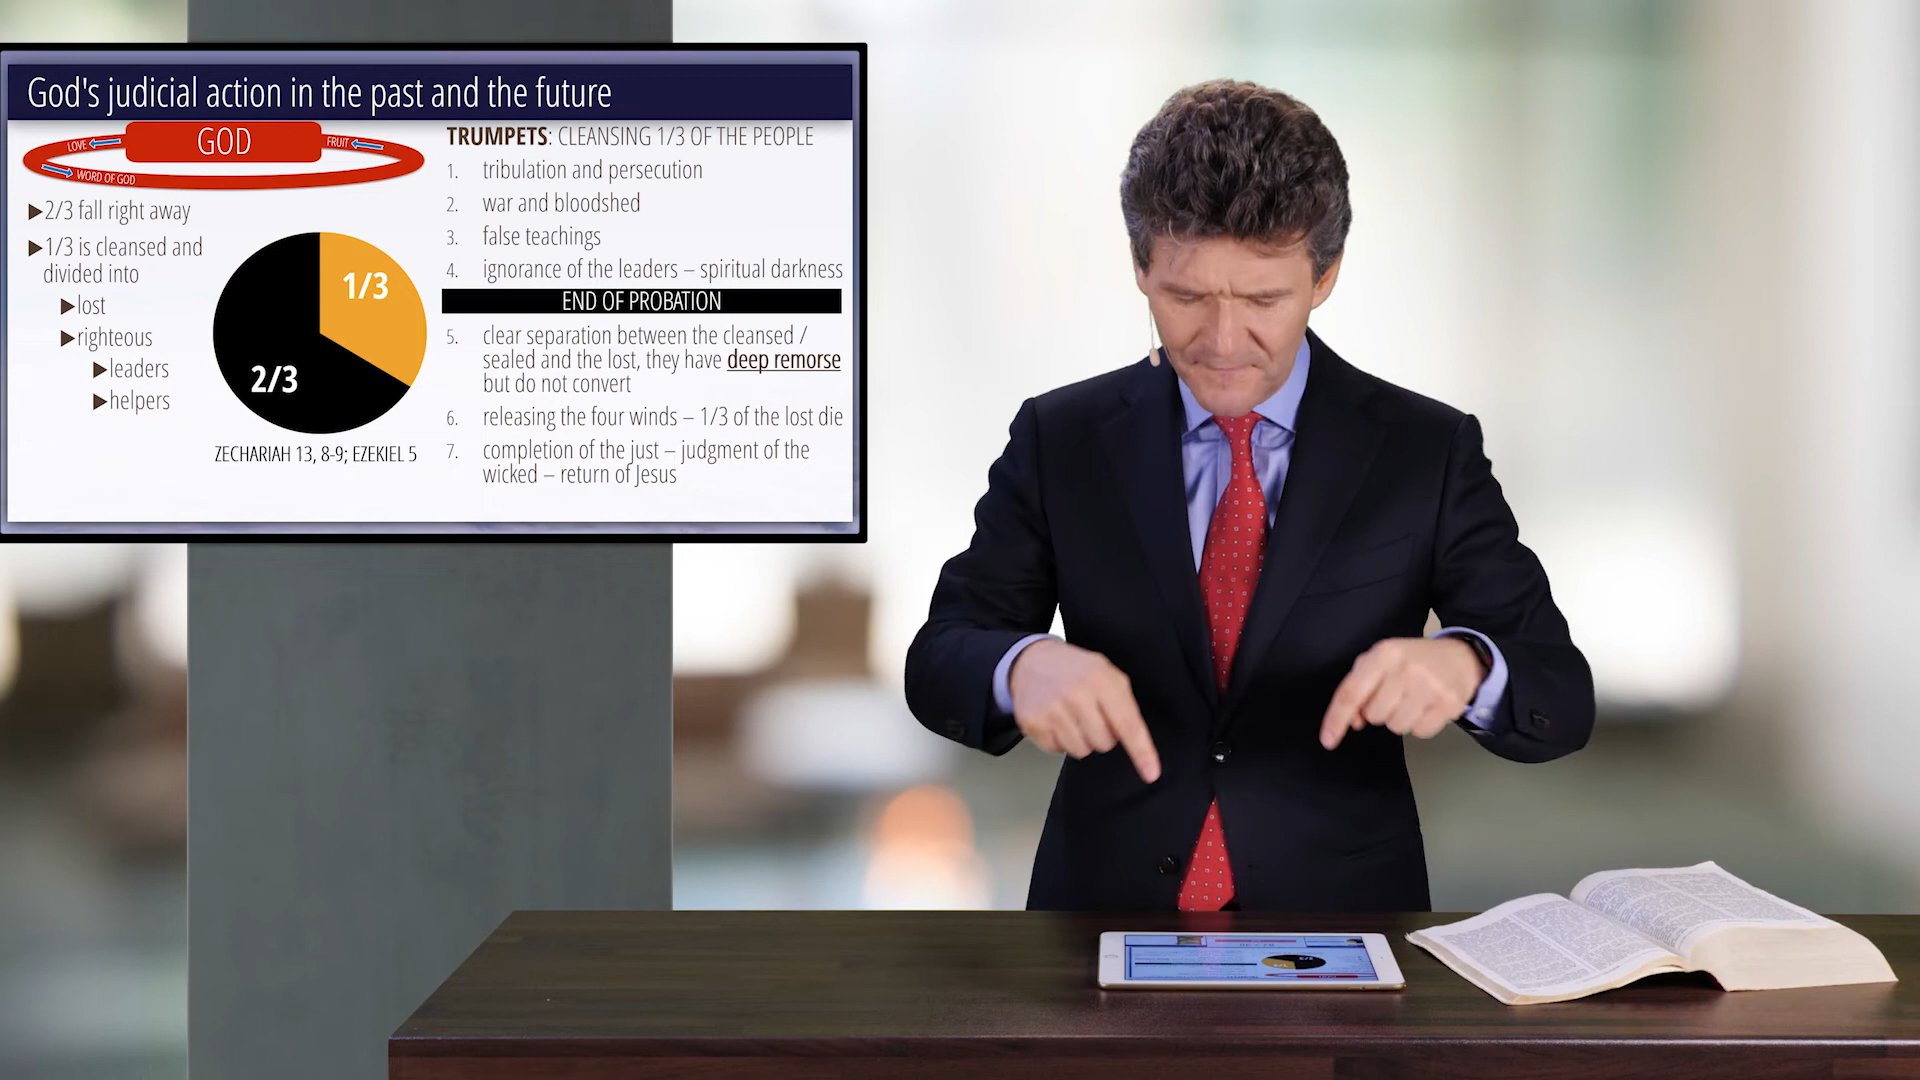 God's judicial action in the past and the future
LOVE
GOD
FRUIT
WORD OF GOD
▶2/3 fall right away
▶1/3 is cleansed and
divided into
▶lost
▶righteous
▶leaders
▶helpers
1/3
2/3
ZECHARIAH 13, 8-9; EZEKIEL 5
TRUMPETS: CLEANSING 1/3 OF THE PEOPLE
1. tribulation and persecution
2. war and bloodshed
3. false teachings
4. ignorance of the leaders – spiritual darkness
END OF PROBATION
5. clear separation between the cleansed /
sealed and the lost, they have deep remorse
but do not convert
6. releasing the four winds – 1/3 of the lost die
7. completion of the just – judgment of the
wicked – return of Jesus